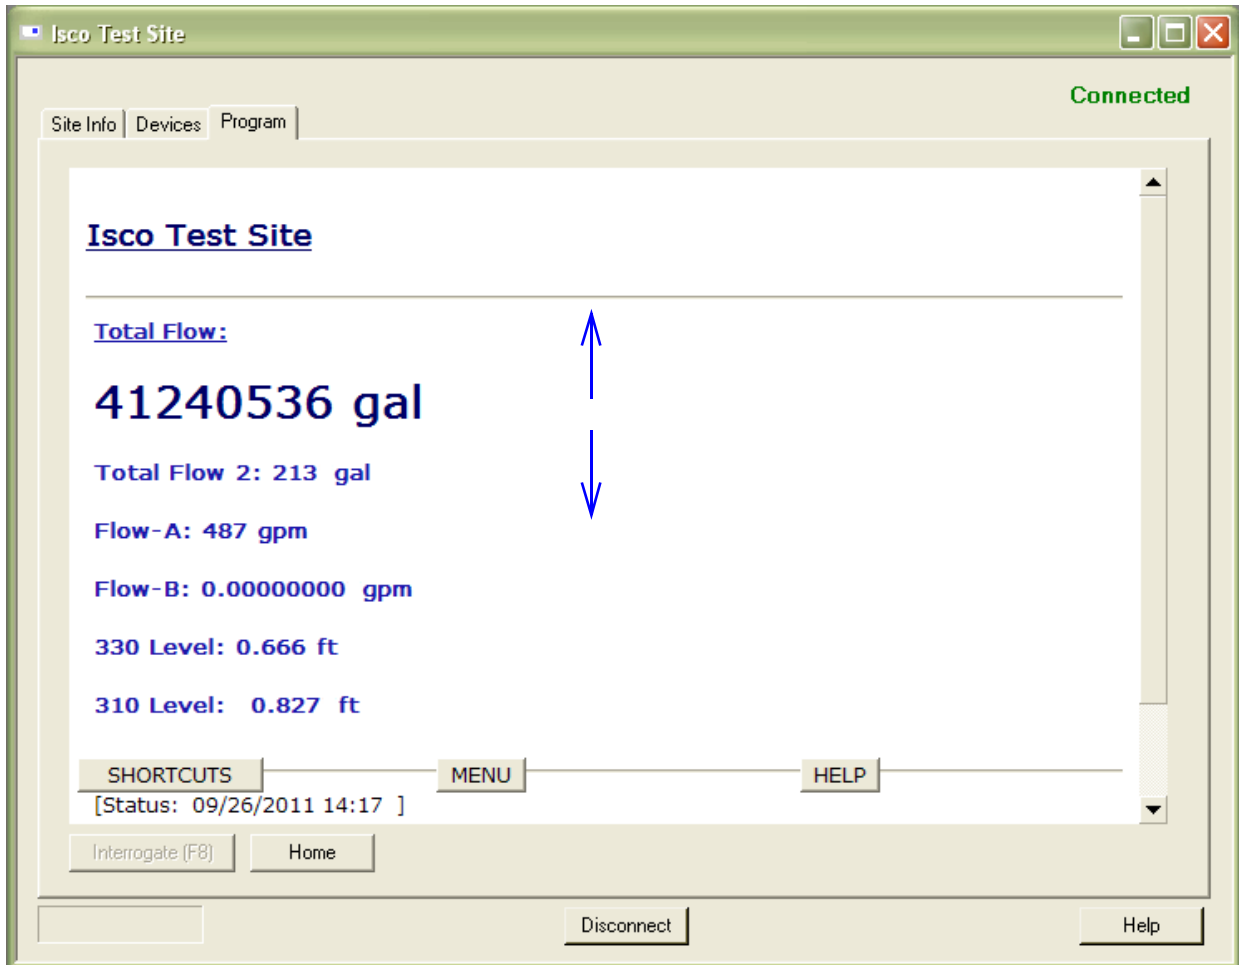 Isco Test Site
Connected
Site Info Devices Program
Isco Test Site
Total Flow:
41240536 gal
Total Flow 2: 213 gal
Flow-A: 487 gpm
Flow-B: 0.00000000 gpm
330 Level: 0.666 ft
310 Level: 0.827 ft
SHORTCUTS MENU HELP
[Status: 09/26/2011 14:17 ]
Interrogate (F8) Home
Disconnect Help